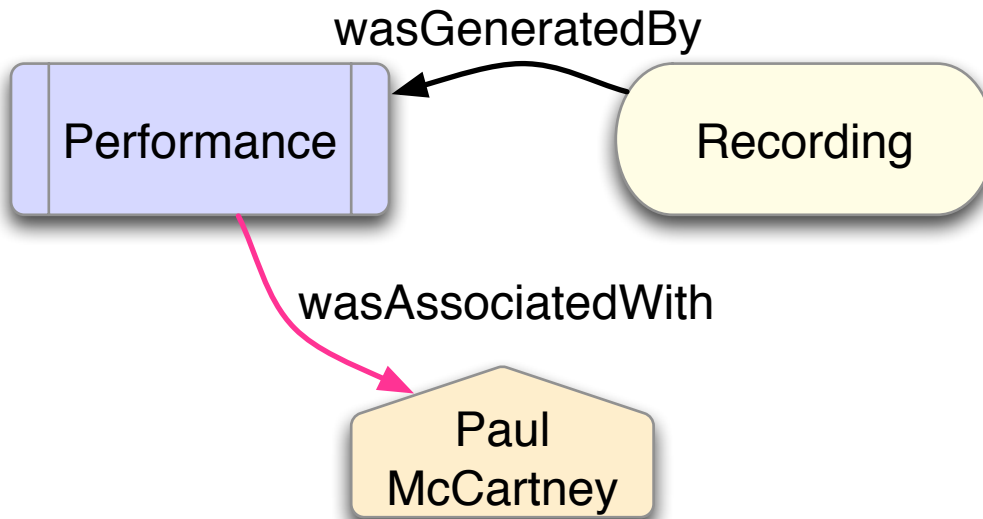 wasGeneratedBy
Performance
Recording
wasAssociatedWith
Paul
McCartney